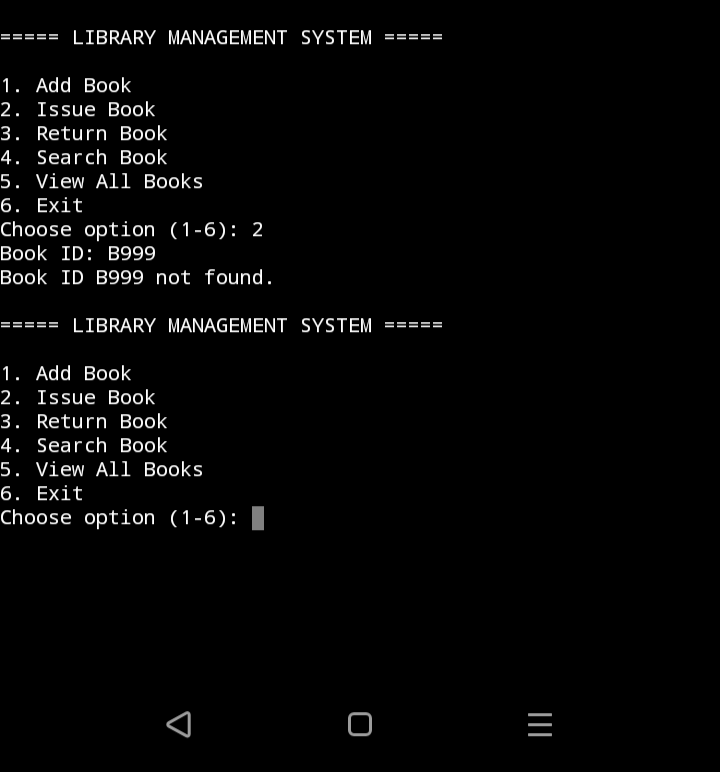 ===== LIBRARY MANAGEMENT SYSTEM =====
1. Add Book
2. Issue Book
3. Return Book
4. Search Book
5. View All Books
6. Exit
Choose option (1-6): 2
Book ID: B999
Book ID B999 not found.
===== LIBRARY MANAGEMENT SYSTEM =====
1. Add Book
2. Issue Book
3. Return Book
4. Search Book
5. View All Books
6. Exit
Choose option (1-6):